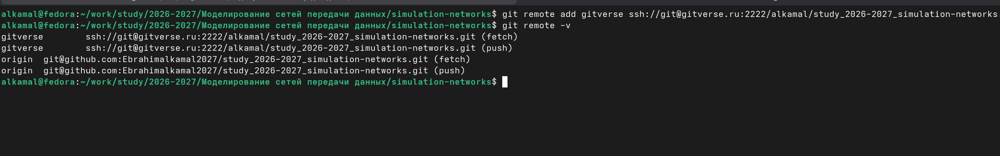 alkamal@fedora:~/work/study/2026-2027/Моделирование сетей передачи данных/simulation-networks$ git remote add gitverse ssh://git@gitverse.ru:2222/alkamal/study_2026-2027_simulation-networks
alkamal@fedora:~/work/study/2026-2027/Моделирование сетей передачи данных/simulation-networks$ git remote -v
gitverse        ssh://git@gitverse.ru:2222/alkamal/study_2026-2027_simulation-networks.git (fetch)
gitverse        ssh://git@gitverse.ru:2222/alkamal/study_2026-2027_simulation-networks.git (push)
origin  git@github.com:Ebrahimalkamal2027/study_2026-2027_simulation-networks.git (fetch)
origin  git@github.com:Ebrahimalkamal2027/study_2026-2027_simulation-networks.git (push)
alkamal@fedora:~/work/study/2026-2027/Моделирование сетей передачи данных/simulation-networks$